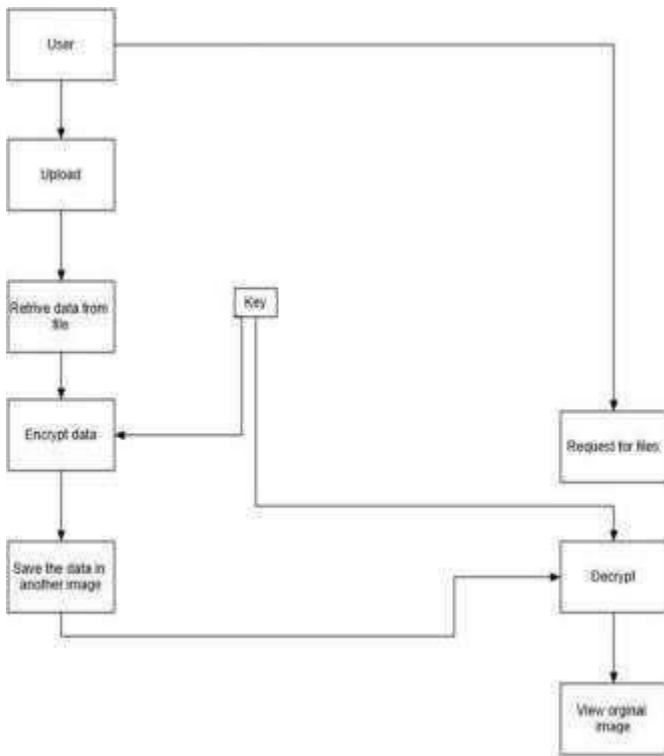 User
Upload
Retrive data from
file
Key
Encrypt data
Request for files
Save the data in
another image
Decrypt
View orginal
image